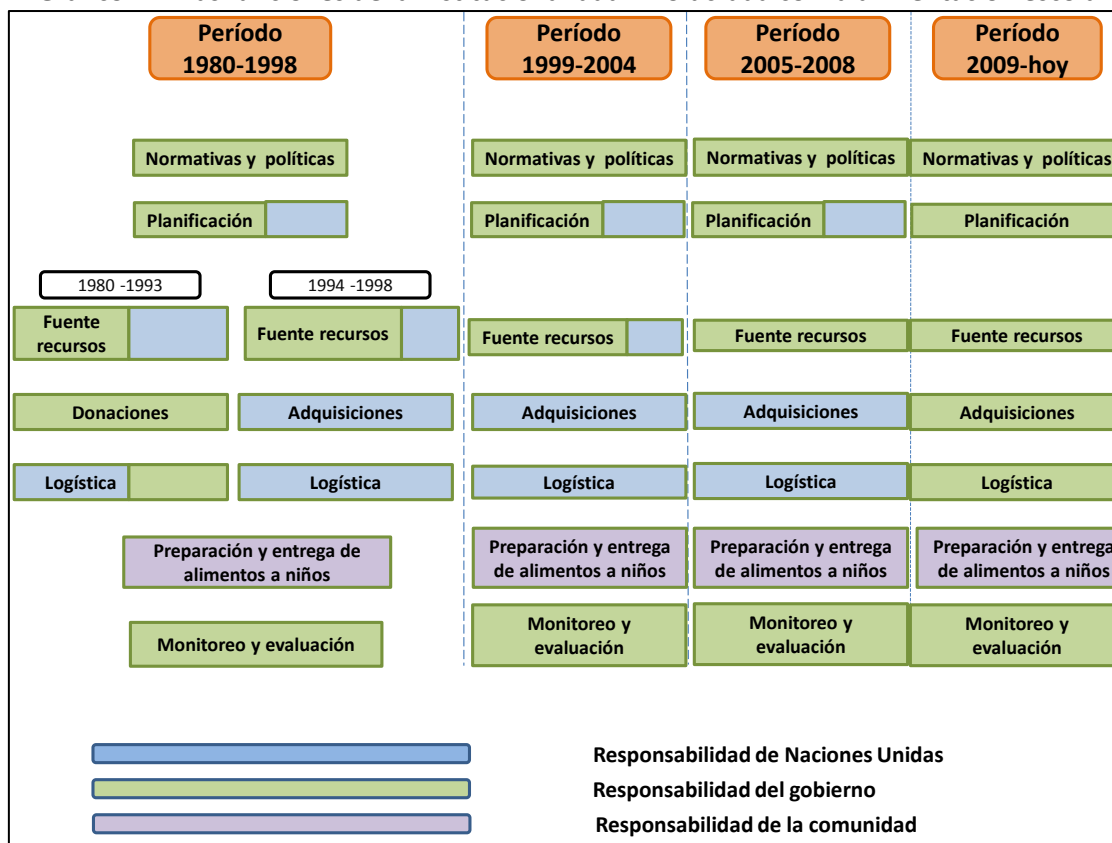 Período
1980-1998
Período
1999-2004
Período
2005-2008
Período
2009-hoy
Normativas y políticas
Normativas y políticas
Normativas y políticas
Normativas y políticas
Planificación
Planificación
Planificación
Planificación
1980 -1993
1994 -1998
Fuente
recursos
Fuente recursos
Fuente recursos
Fuente recursos
Fuente recursos
Donaciones
Adquisiciones
Adquisiciones
Adquisiciones
Adquisiciones
Logística
Logística
Logística
Logística
Logística
Preparación y entrega de
alimentos a niños
Preparación y entrega
de alimentos a niños
Preparación y entrega
de alimentos a niños
Preparación y entrega
de alimentos a niños
Monitoreo y evaluación
Monitoreo y
evaluación
Monitoreo y
evaluación
Monitoreo y
evaluación
Responsabilidad de Naciones Unidas
Responsabilidad del gobierno
Responsabilidad de la comunidad